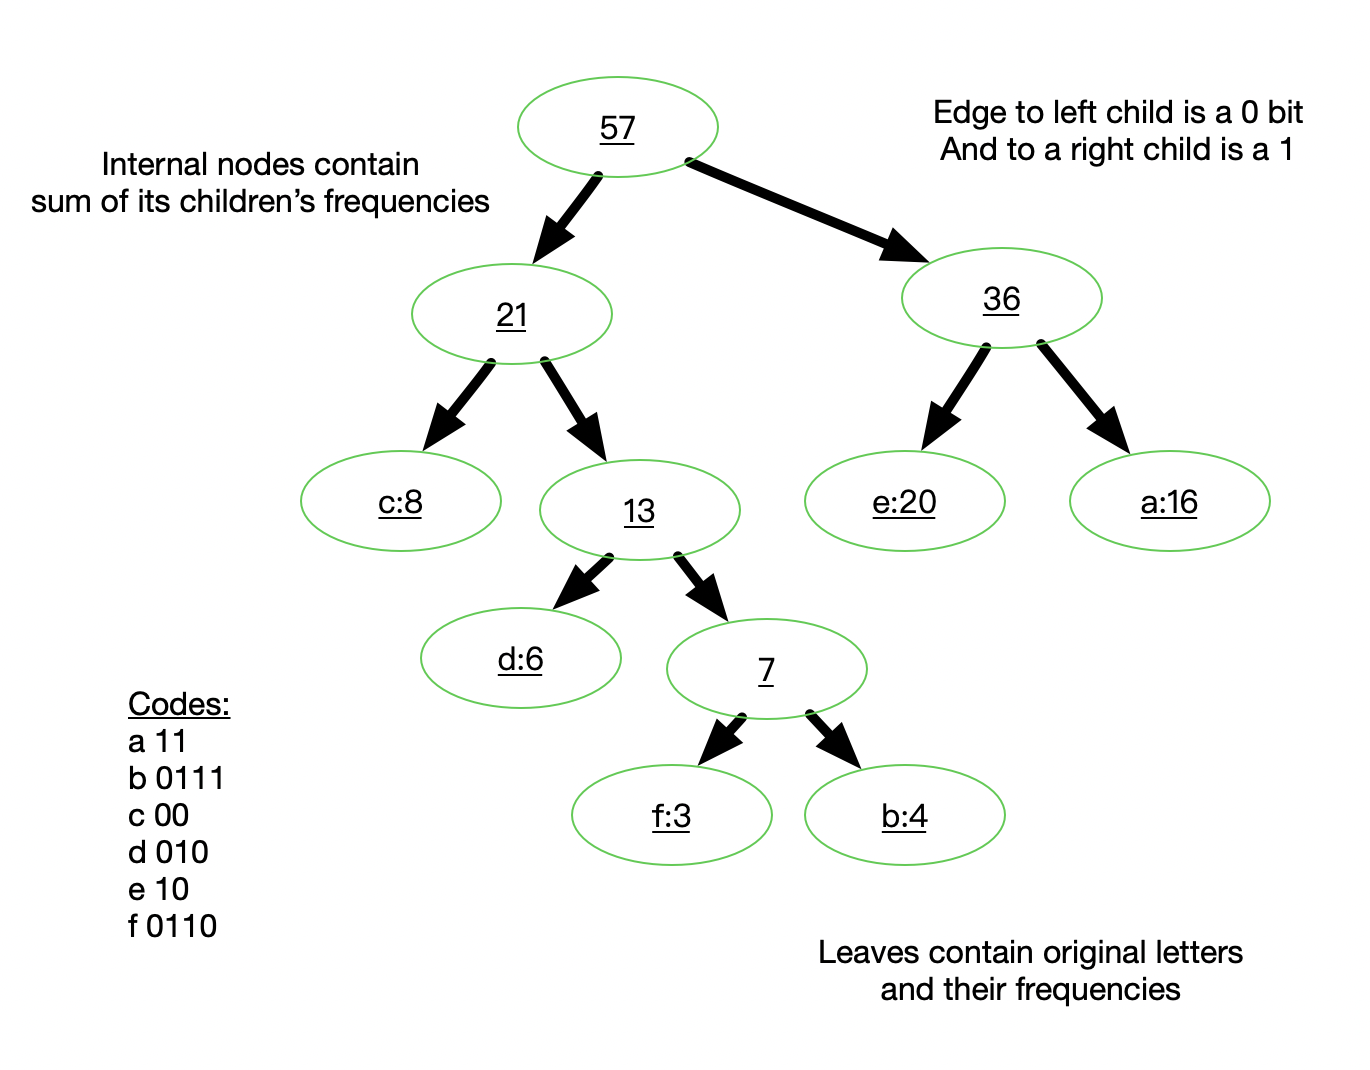 57
Edge to left child is a 0 bit
And to a right child is a 1
Internal nodes contain
sum of its children’s frequencies
21
36
c:8
13
e:20
a:16
d:6
7
f:3
b:4
Codes:
a 11
b 0111
c 00
d 010
e 10
f 0110
Leaves contain original letters
and their frequencies